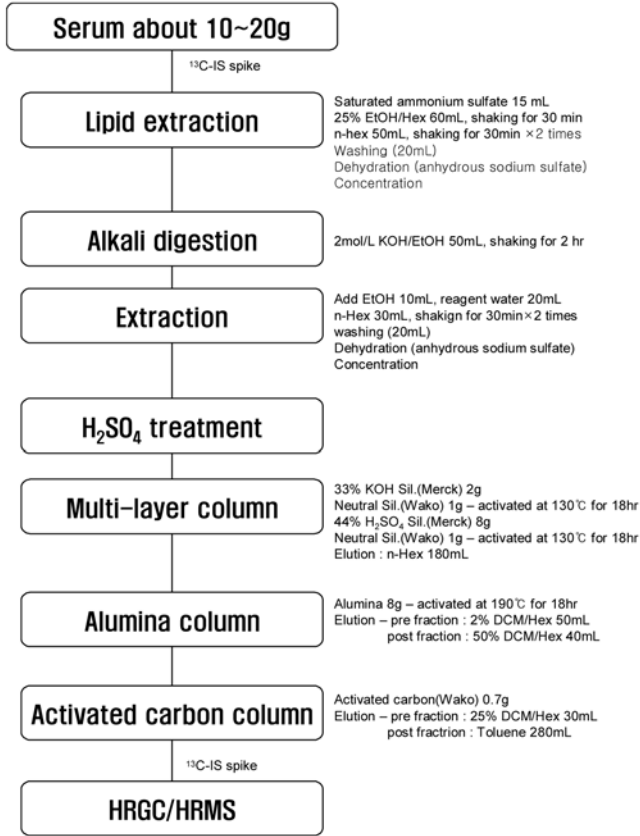 Serum about 10~20g
¹³C-IS spike
Lipid extraction
Saturated ammonium sulfate 15 mL
25% EtOH/Hex 60mL, shaking for 30 min
n-hex 50mL, shaking for 30min ×2 times
Washing (20mL)
Dehydration (anhydrous sodium sulfate)
Concentration
Alkali digestion
2mol/L KOH/EtOH 50mL, shaking for 2 hr
Extraction
Add EtOH 10mL, reagent water 20mL
n-Hex 30mL, shakign for 30min×2 times
washing (20mL)
Dehydration (anhydrous sodium sulfate)
Concentration
H₂SO₄ treatment
Multi-layer column
33% KOH Sil.(Merck) 2g
Neutral Sil.(Wako) 1g – activated at 130℃ for 18hr
44% H₂SO₄ Sil.(Merck) 8g
Neutral Sil.(Wako) 1g – activated at 130℃ for 18hr
Elution : n-Hex 180mL
Alumina column
Alumina 8g – activated at 190℃ for 18hr
Elution – pre fraction : 2% DCM/Hex 50mL
post fraction : 50% DCM/Hex 40mL
Activated carbon column
Activated carbon(Wako) 0.7g
Elution – pre fraction : 25% DCM/Hex 30mL
post fractrion : Toluene 280mL
¹³C-IS spike
HRGC/HRMS